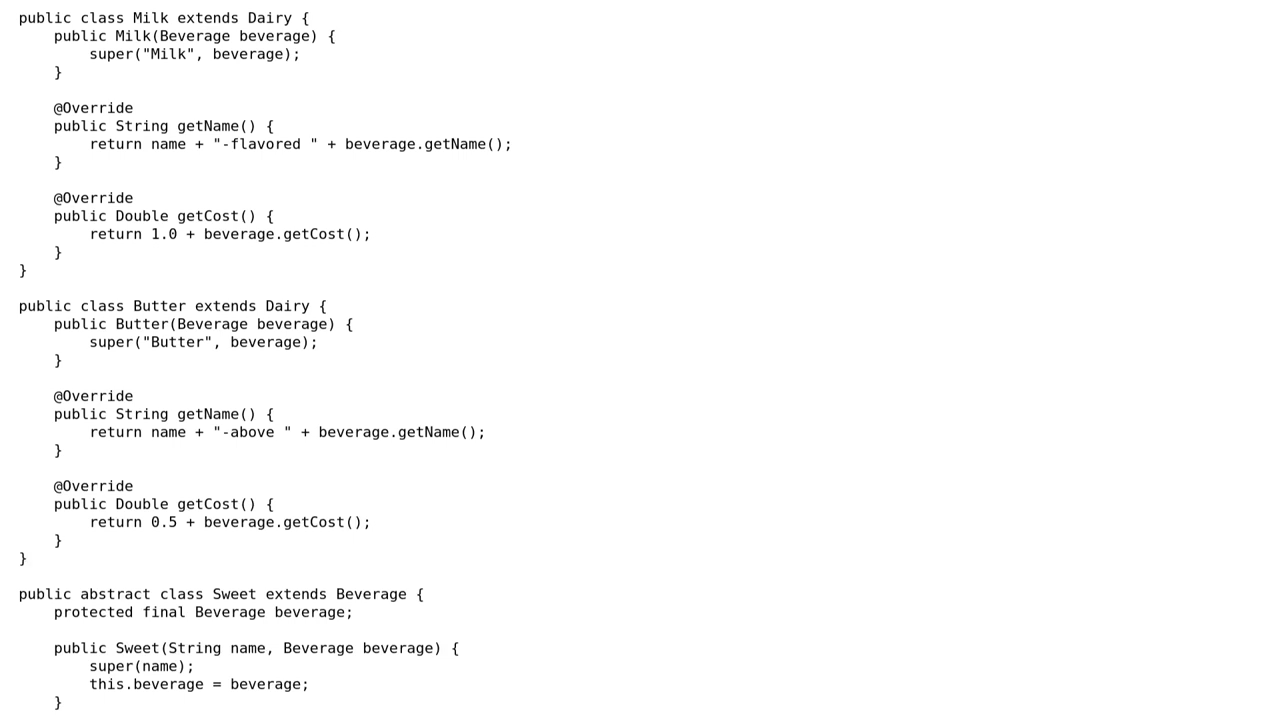 public class Milk extends Dairy {
    public Milk(Beverage beverage) {
        super("Milk", beverage);
    }

    @Override
    public String getName() {
        return name + "-flavored " + beverage.getName();
    }

    @Override
    public Double getCost() {
        return 1.0 + beverage.getCost();
    }
}

public class Butter extends Dairy {
    public Butter(Beverage beverage) {
        super("Butter", beverage);
    }

    @Override
    public String getName() {
        return name + "-above " + beverage.getName();
    }

    @Override
    public Double getCost() {
        return 0.5 + beverage.getCost();
    }
}

public abstract class Sweet extends Beverage {
    protected final Beverage beverage;

    public Sweet(String name, Beverage beverage) {
        super(name);
        this.beverage = beverage;
    }